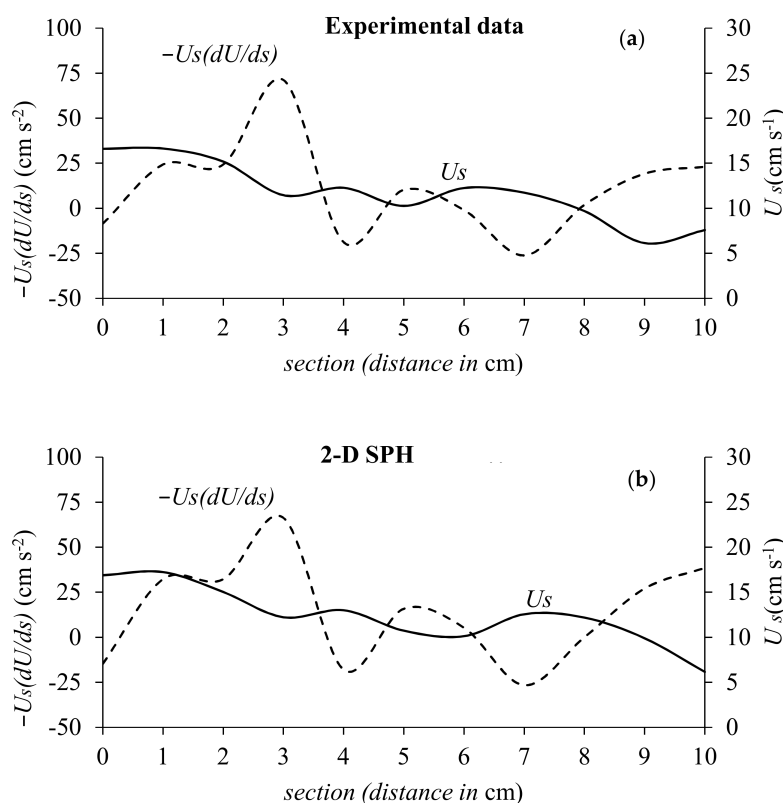 Experimental data
(a)
−Us(dU/ds)
Us
100
75
50
25
0
-25
-50
−Us(dU/ds) (cm s⁻²)
30
25
20
15
10
5
0
U s(cm s⁻¹)
0 1 2 3 4 5 6 7 8 9 10
section (distance in cm)
2-D SPH
(b)
−Us(dU/ds)
Us
100
75
50
25
0
-25
-50
−Us(dU/ds) (cm s⁻²)
30
25
20
15
10
5
0
U s(cm s⁻¹)
0 1 2 3 4 5 6 7 8 9 10
section (distance in cm)